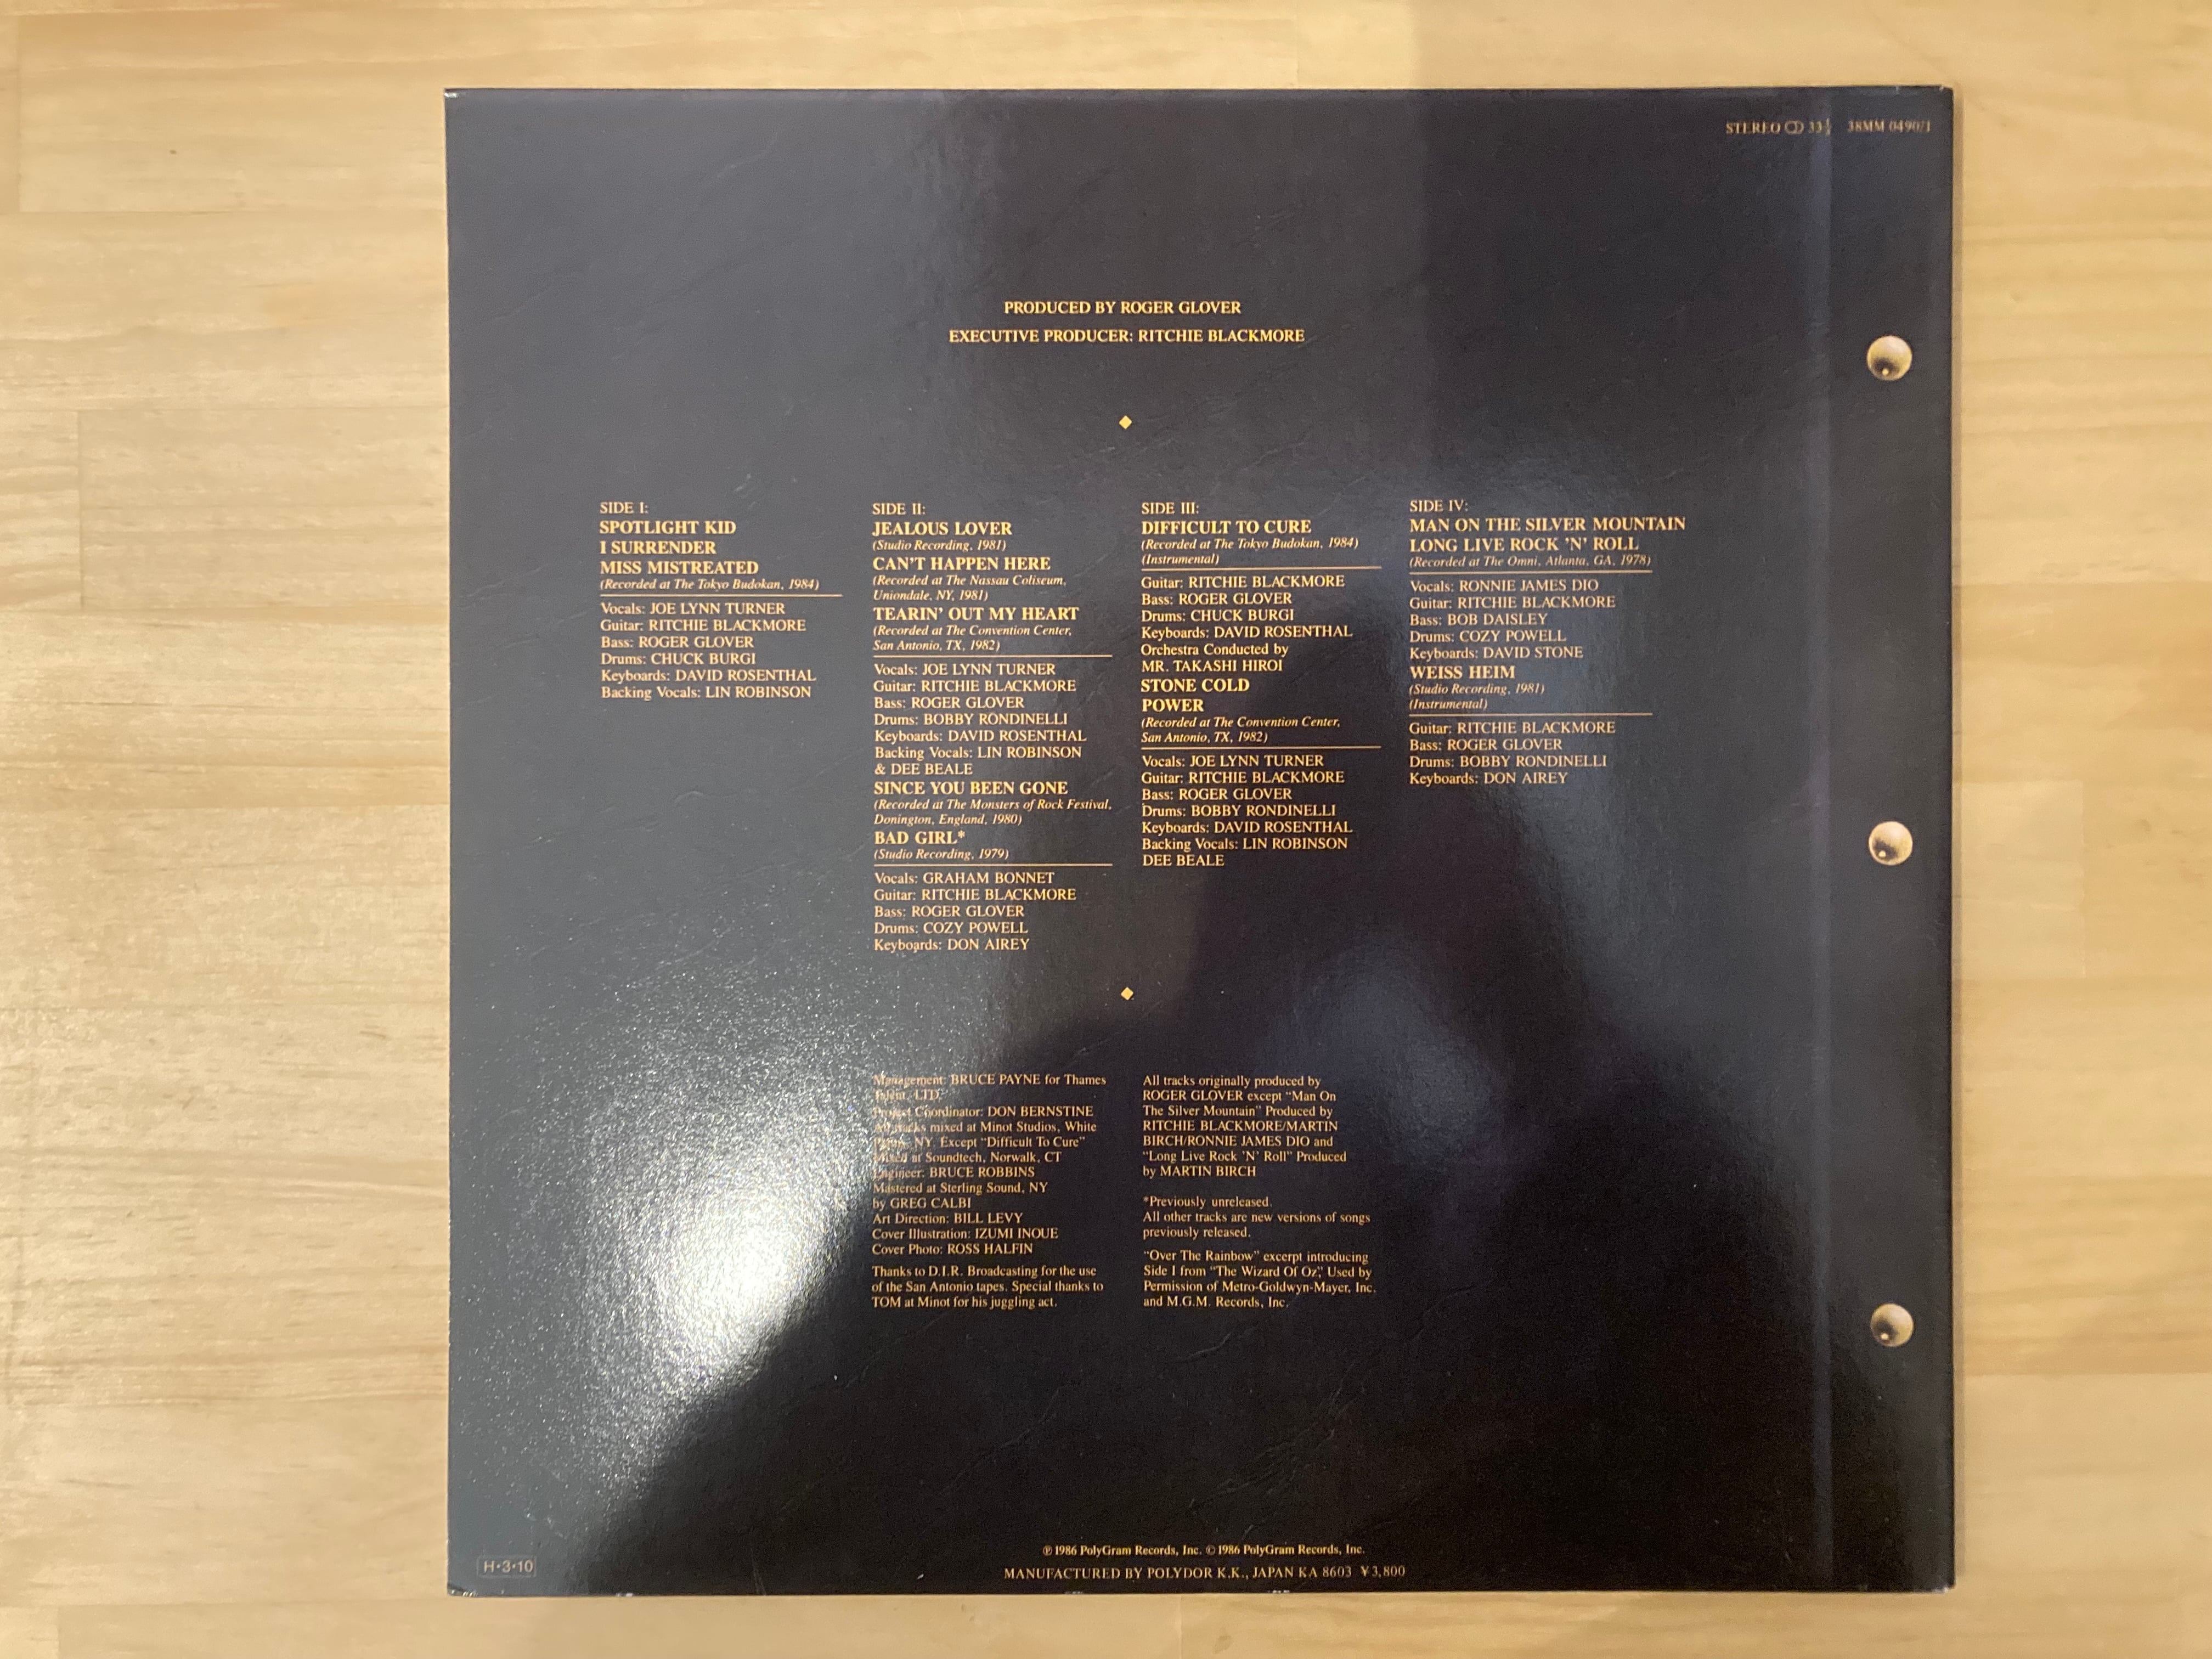 STEREO 33⅓ 38MM 0490/1
PRODUCED BY ROGER GLOVER
EXECUTIVE PRODUCER: RITCHIE BLACKMORE
SIDE I:
SPOTLIGHT KID
I SURRENDER
MISS MISTREATED
(Recorded at The Tokyo Budokan, 1984)
Vocals: JOE LYNN TURNER
Guitar: RITCHIE BLACKMORE
Bass: ROGER GLOVER
Drums: CHUCK BURGI
Keyboards: DAVID ROSENTHAL
Backing Vocals: LIN ROBINSON
SIDE II:
JEALOUS LOVER
(Studio Recording, 1981)
CAN'T HAPPEN HERE
(Recorded at The Nassau Coliseum,
Uniondale, NY, 1981)
TEARIN' OUT MY HEART
(Recorded at The Convention Center,
San Antonio, TX, 1982)
Vocals: JOE LYNN TURNER
Guitar: RITCHIE BLACKMORE
Bass: ROGER GLOVER
Drums: BOBBY RONDINELLI
Keyboards: DAVID ROSENTHAL
Backing Vocals: LIN ROBINSON
& DEE BEALE
SINCE YOU BEEN GONE
(Recorded at The Monsters of Rock Festival,
Donington, England, 1980)
BAD GIRL*
(Studio Recording, 1979)
Vocals: GRAHAM BONNET
Guitar: RITCHIE BLACKMORE
Bass: ROGER GLOVER
Drums: COZY POWELL
Keyboards: DON AIREY
SIDE III:
DIFFICULT TO CURE
(Recorded at The Tokyo Budokan, 1984)
(Instrumental)
Guitar: RITCHIE BLACKMORE
Bass: ROGER GLOVER
Drums: CHUCK BURGI
Keyboards: DAVID ROSENTHAL
Orchestra Conducted by
MR. TAKASHI HIROI
STONE COLD
POWER
(Recorded at The Convention Center,
San Antonio, TX, 1982)
Vocals: JOE LYNN TURNER
Guitar: RITCHIE BLACKMORE
Bass: ROGER GLOVER
Drums: BOBBY RONDINELLI
Keyboards: DAVID ROSENTHAL
Backing Vocals: LIN ROBINSON
DEE BEALE
SIDE IV:
MAN ON THE SILVER MOUNTAIN
LONG LIVE ROCK 'N' ROLL
(Recorded at The Omni, Atlanta, GA, 1978)
Vocals: RONNIE JAMES DIO
Guitar: RITCHIE BLACKMORE
Bass: BOB DAISLEY
Drums: COZY POWELL
Keyboards: DAVID STONE
WEISS HEIM
(Studio Recording, 1981)
(Instrumental)
Guitar: RITCHIE BLACKMORE
Bass: ROGER GLOVER
Drums: BOBBY RONDINELLI
Keyboards: DON AIREY
Management: BRUCE PAYNE for Thames
Talent, LTD.
Project Coordinator: DON BERNSTINE
All tracks mixed at Minot Studios, White
Plains, NY. Except "Difficult To Cure"
Mixed at Soundtech, Norwalk, CT
Engineer: BRUCE ROBBINS
Mastered at Sterling Sound, NY
by GREG CALBI
Art Direction: BILL LEVY
Cover Illustration: IZUMI INOUE
Cover Photo: ROSS HALFIN
Thanks to D.I.R. Broadcasting for the use
of the San Antonio tapes. Special thanks to
TOM at Minot for his juggling act.
All tracks originally produced by
ROGER GLOVER except "Man On
The Silver Mountain" Produced by
RITCHIE BLACKMORE/MARTIN
BIRCH/RONNIE JAMES DIO and
"Long Live Rock 'N' Roll" Produced
by MARTIN BIRCH
*Previously unreleased.
All other tracks are new versions of songs
previously released.
"Over The Rainbow" excerpt introducing
Side I from "The Wizard Of Oz," Used by
Permission of Metro-Goldwyn-Mayer, Inc.
and M.G.M. Records, Inc.
℗ 1986 PolyGram Records, Inc. © 1986 PolyGram Records, Inc.
MANUFACTURED BY POLYDOR K.K., JAPAN KA 8603 ¥3,800
H·3·10